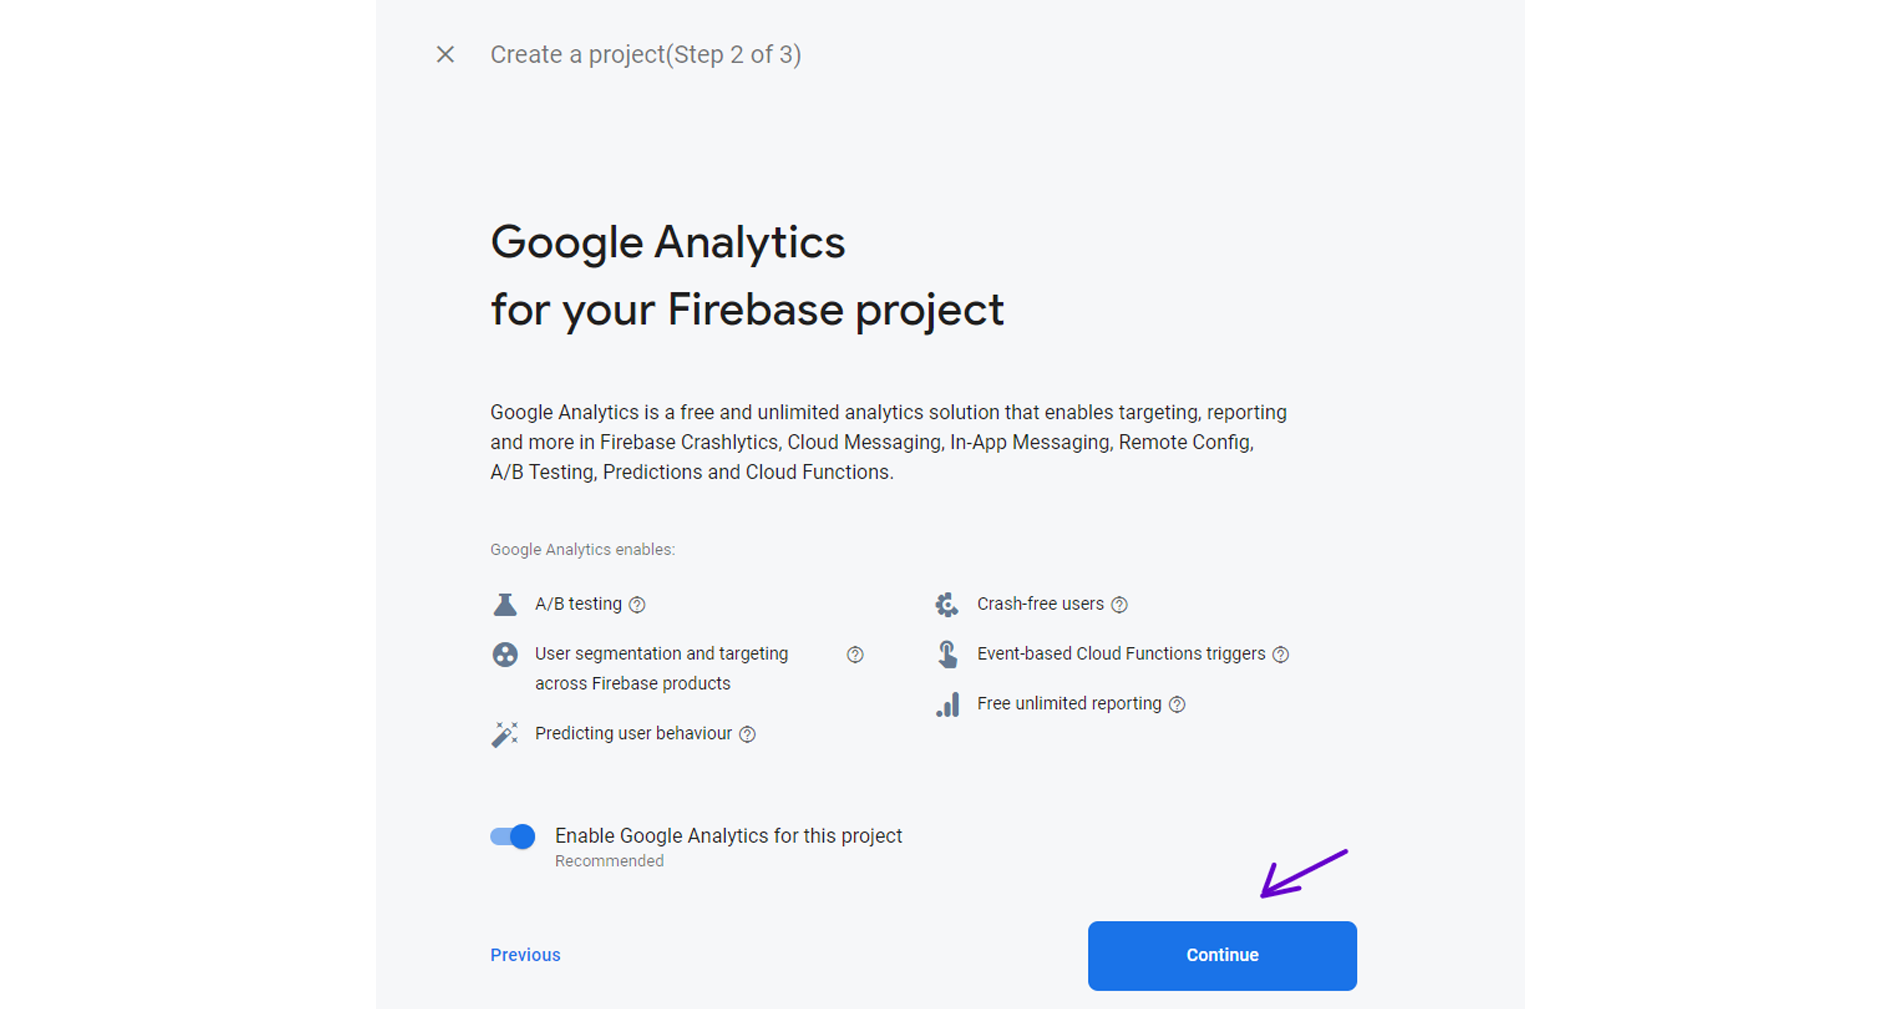 Create a project(Step 2 of 3)
Google Analytics
for your Firebase project
Google Analytics is a free and unlimited analytics solution that enables targeting, reporting
and more in Firebase Crashlytics, Cloud Messaging, In-App Messaging, Remote Config,
A/B Testing, Predictions and Cloud Functions.
Google Analytics enables:
A/B testing
User segmentation and targeting
across Firebase products
Predicting user behaviour
Crash-free users
Event-based Cloud Functions triggers
Free unlimited reporting
Enable Google Analytics for this project
Recommended
Previous
Continue